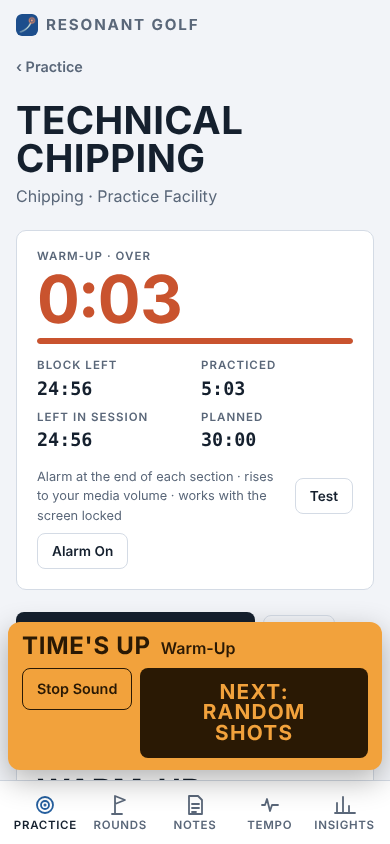 RESONANT GOLF
‹ Practice
TECHNICAL
CHIPPING
Chipping · Practice Facility
WARM-UP · OVER
0:03
BLOCK LEFT
PRACTICED
24:56
5:03
LEFT IN SESSION
PLANNED
24:56
30:00
Alarm at the end of each section · rises
to your media volume · works with the
screen locked
Test
Alarm On
TIME'S UP Warm-Up
Stop Sound
NEXT:
RANDOM
SHOTS
PRACTICE
ROUNDS
NOTES
TEMPO
INSIGHTS